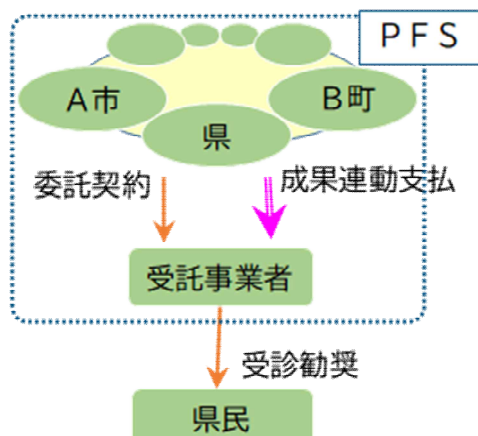 ＰＦＳ
Ａ市
Ｂ町
県
委託契約
成果連動支払
受託事業者
受診勧奨
県民